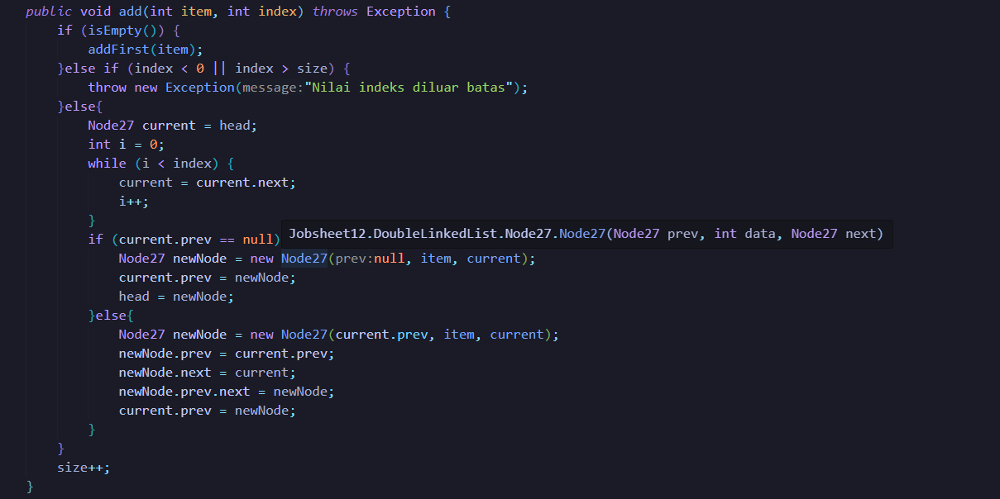 public void add(int item, int index) throws Exception {
    if (isEmpty()) {
        addFirst(item);
    }else if (index < 0 || index > size) {
        throw new Exception(message:"Nilai indeks diluar batas");
    }else{
        Node27 current = head;
        int i = 0;
        while (i < index) {
            current = current.next;
            i++;
        }
        if (current.prev == null)
Jobsheet12.DoubleLinkedList.Node27.Node27(Node27 prev, int data, Node27 next)
            Node27 newNode = new Node27(prev:null, item, current);
            current.prev = newNode;
            head = newNode;
        }else{
            Node27 newNode = new Node27(current.prev, item, current);
            newNode.prev = current.prev;
            newNode.next = current;
            newNode.prev.next = newNode;
            current.prev = newNode;
        }
    }
    size++;
}